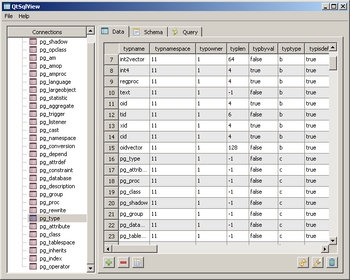 QtSqlView
File Help
Connections
pg_shadow
pg_opclass
pg_am
pg_amop
pg_amproc
pg_language
pg_largeobject
pg_statistic
pg_aggregate
pg_trigger
pg_listener
pg_cast
pg_namespace
pg_conversion
pg_depend
pg_attrdef
pg_constraint
pg_database
pg_description
pg_group
pg_proc
pg_rewrite
pg_type
pg_attribute
pg_class
pg_tablespace
pg_inherits
pg_index
pg_operator
Data Schema Query
typname typnamespace typowner typlen typbyval typtype typisdef
7 int2vector 11 1 64 false b true
8 int4 11 1 4 true b true
9 regproc 11 1 4 true b true
10 text 11 1 -1 false b true
11 oid 11 1 4 true b true
12 tid 11 1 6 false b true
13 xid 11 1 4 true b true
14 cid 11 1 4 true b true
15 oidvector 11 1 128 false b true
16 pg_type 11 1 -1 false c true
17 pg_attrib... 11 1 -1 false c true
18 pg_proc 11 1 -1 false c true
19 pg_class 11 1 -1 false c true
20 pg_shadow 11 1 -1 false c true
21 pg_group 11 1 -1 false c true
22 pg_data... 11 1 -1 false c true
23 pg_table... 11 1 -1 false c true